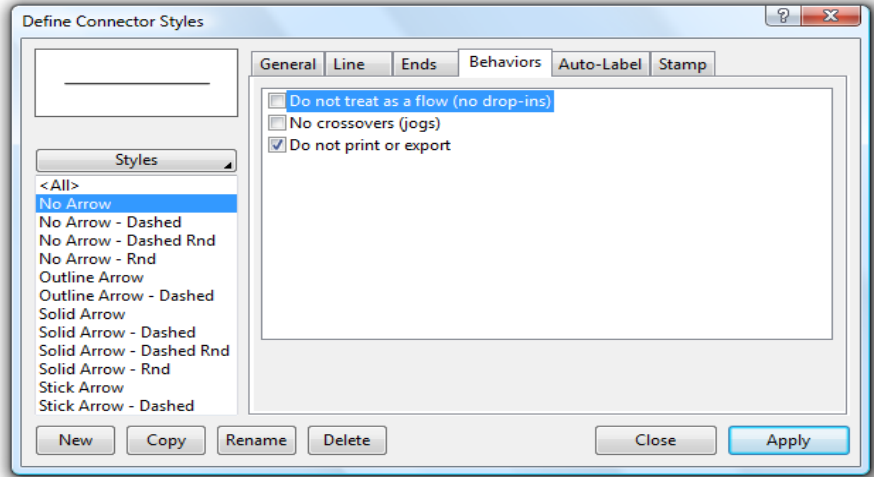 Define Connector Styles
?
General Line Ends Behaviors Auto-Label Stamp
Do not treat as a flow (no drop-ins)
No crossovers (jogs)
Do not print or export
Styles
<All>
No Arrow
No Arrow - Dashed
No Arrow - Dashed Rnd
No Arrow - Rnd
Outline Arrow
Outline Arrow - Dashed
Solid Arrow
Solid Arrow - Dashed
Solid Arrow - Dashed Rnd
Solid Arrow - Rnd
Stick Arrow
Stick Arrow - Dashed
New Copy Rename Delete Close Apply